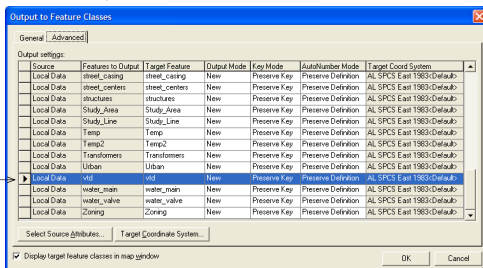 Output to Feature Classes
General Advanced
Output settings:
Source Features to Output Target Feature Output Mode Key Mode AutoNumber Mode Target Coord System
Local Data street_casing street_casing New Preserve Key Preserve Definition AL SPCS East 1983<Default>
Local Data street_centers street_centers New Preserve Key Preserve Definition AL SPCS East 1983<Default>
Local Data structures structures New Preserve Key Preserve Definition AL SPCS East 1983<Default>
Local Data Study_Area Study_Area New Preserve Key Preserve Definition AL SPCS East 1983<Default>
Local Data Study_Line Study_Line New Preserve Key Preserve Definition AL SPCS East 1983<Default>
Local Data Temp Temp New Preserve Key Preserve Definition AL SPCS East 1983<Default>
Local Data Temp2 Temp2 New Preserve Key Preserve Definition AL SPCS East 1983<Default>
Local Data Transformers Transformers New Preserve Key Preserve Definition AL SPCS East 1983<Default>
Local Data Urban Urban New Preserve Key Preserve Definition AL SPCS East 1983<Default>
Local Data vtd vtd New Preserve Key Preserve Definition AL SPCS East 1983<Default>
Local Data water_main water_main New Preserve Key Preserve Definition AL SPCS East 1983<Default>
Local Data water_valve water_valve New Preserve Key Preserve Definition AL SPCS East 1983<Default>
Local Data Zoning Zoning New Preserve Key Preserve Definition AL SPCS East 1983<Default>
Select Source Attributes... Target Coordinate System...
Display target feature classes in map window OK Cancel